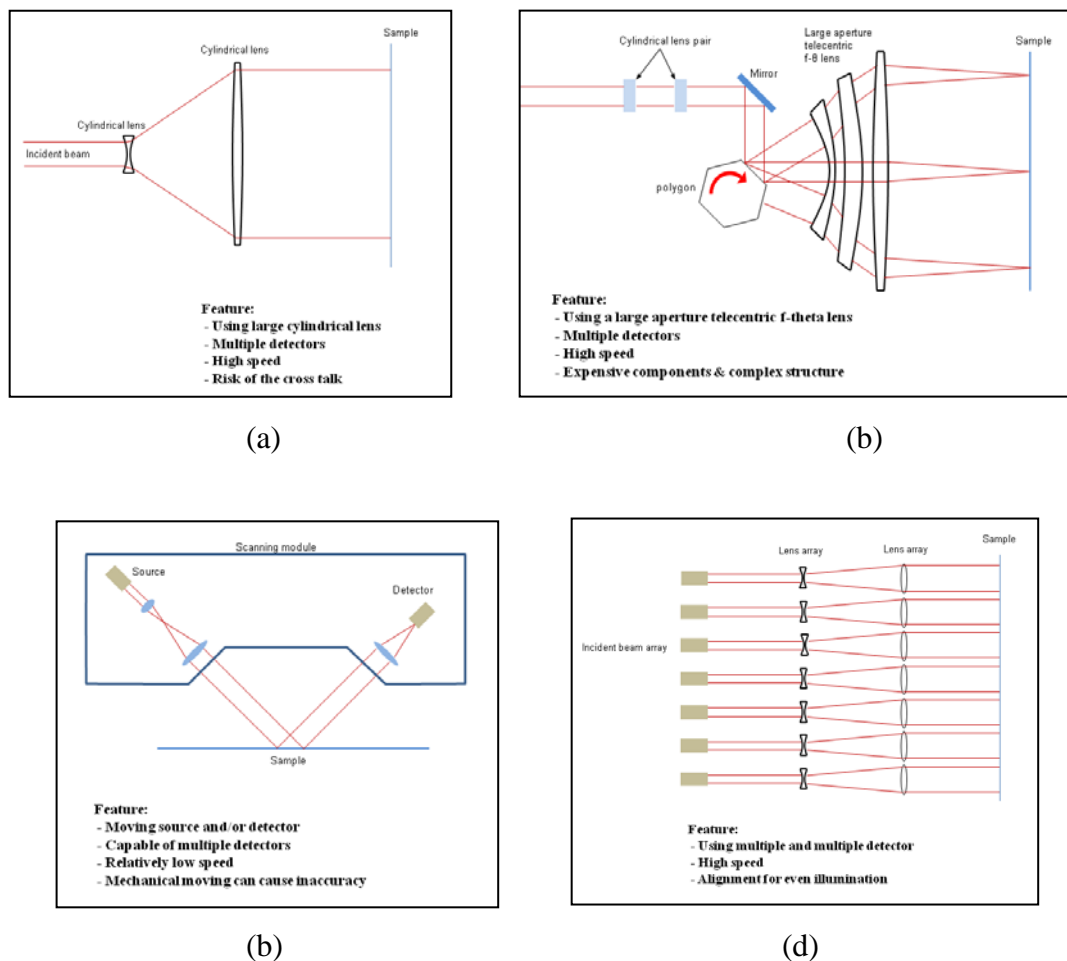 Sample
Cylindrical lens
Cylindrical lens
Incident beam
Feature:
- Using large cylindrical lens
- Multiple detectors
- High speed
- Risk of the cross talk
(a)
Large aperture
telecentric
f-θ lens
Sample
Cylindrical lens pair
Mirror
polygon
Feature:
- Using a large aperture telecentric f-theta lens
- Multiple detectors
- High speed
- Expensive components & complex structure
(b)
Scanning module
Source
Detector
Sample
Feature:
- Moving source and/or detector
- Capable of multiple detectors
- Relatively low speed
- Mechanical moving can cause inaccuracy
(b)
Sample
Lens array
Lens array
Incident beam array
Feature:
- Using multiple and multiple detector
- High speed
- Alignment for even illumination
(d)